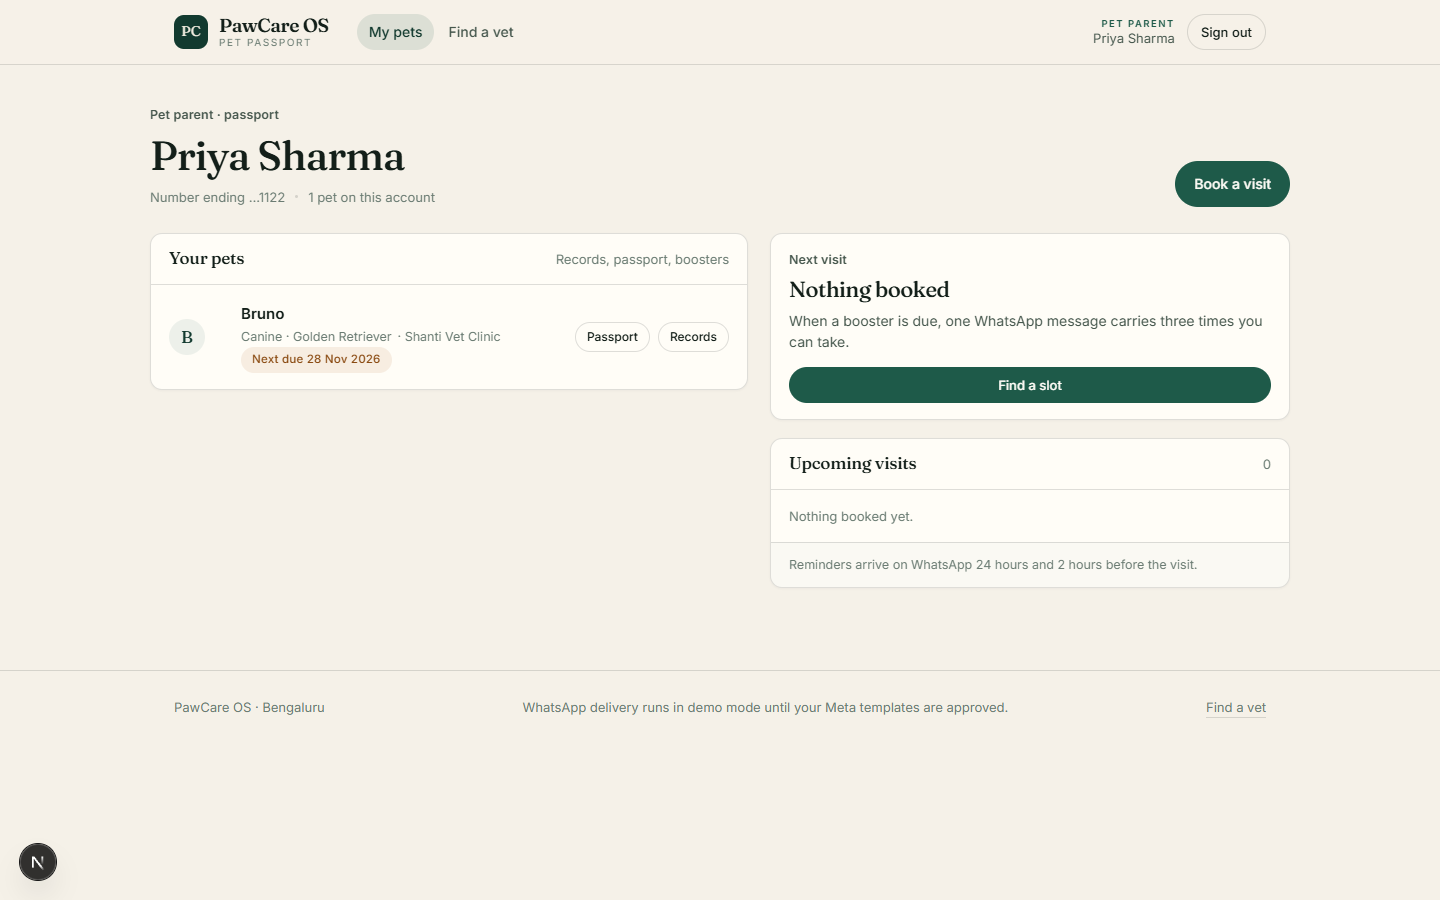 PC
PawCare OS
PET PASSPORT
My pets
Find a vet
PET PARENT
Priya Sharma
Sign out
Pet parent · passport
Priya Sharma
Number ending …1122 · 1 pet on this account
Book a visit
Your pets
Records, passport, boosters
B
Bruno
Canine · Golden Retriever · Shanti Vet Clinic
Next due 28 Nov 2026
Passport
Records
Next visit
Nothing booked
When a booster is due, one WhatsApp message carries three times you
can take.
Find a slot
Upcoming visits
0
Nothing booked yet.
Reminders arrive on WhatsApp 24 hours and 2 hours before the visit.
PawCare OS · Bengaluru
WhatsApp delivery runs in demo mode until your Meta templates are approved.
Find a vet
N